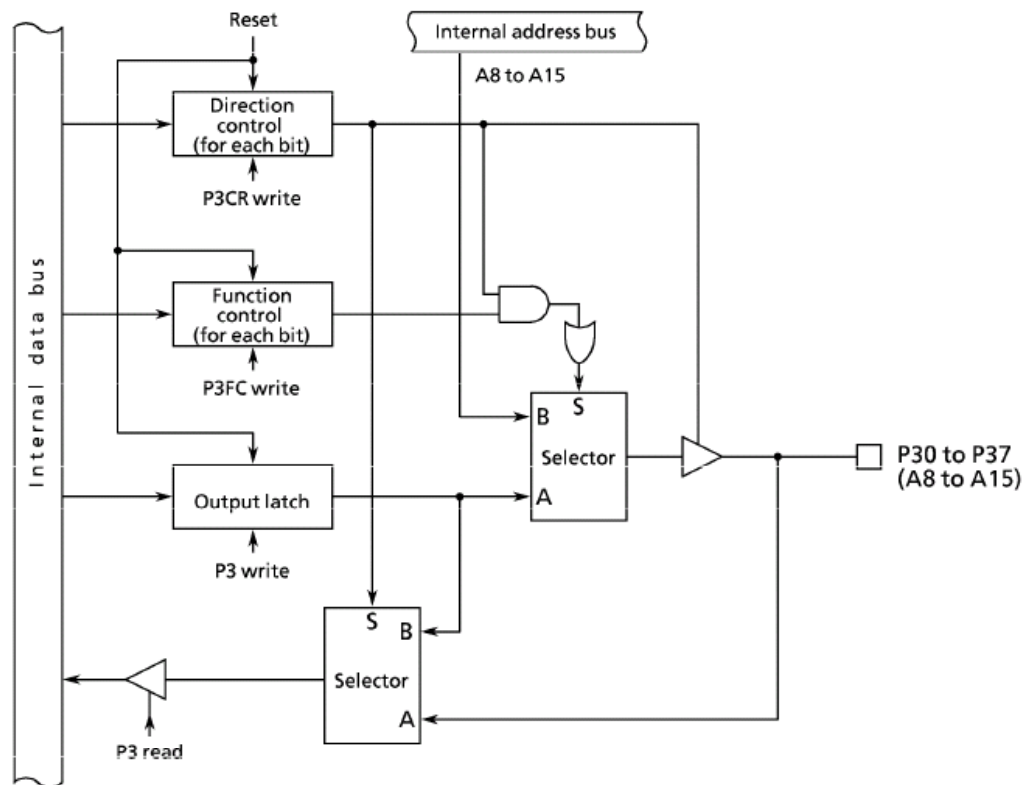 Reset
Internal address bus
A8 to A15
Direction
control
(for each bit)
P3CR write
Internal data bus
Function
control
(for each bit)
P3FC write
S
B
Selector
A
P30 to P37
(A8 to A15)
Output latch
P3 write
S
B
Selector
A
P3 read